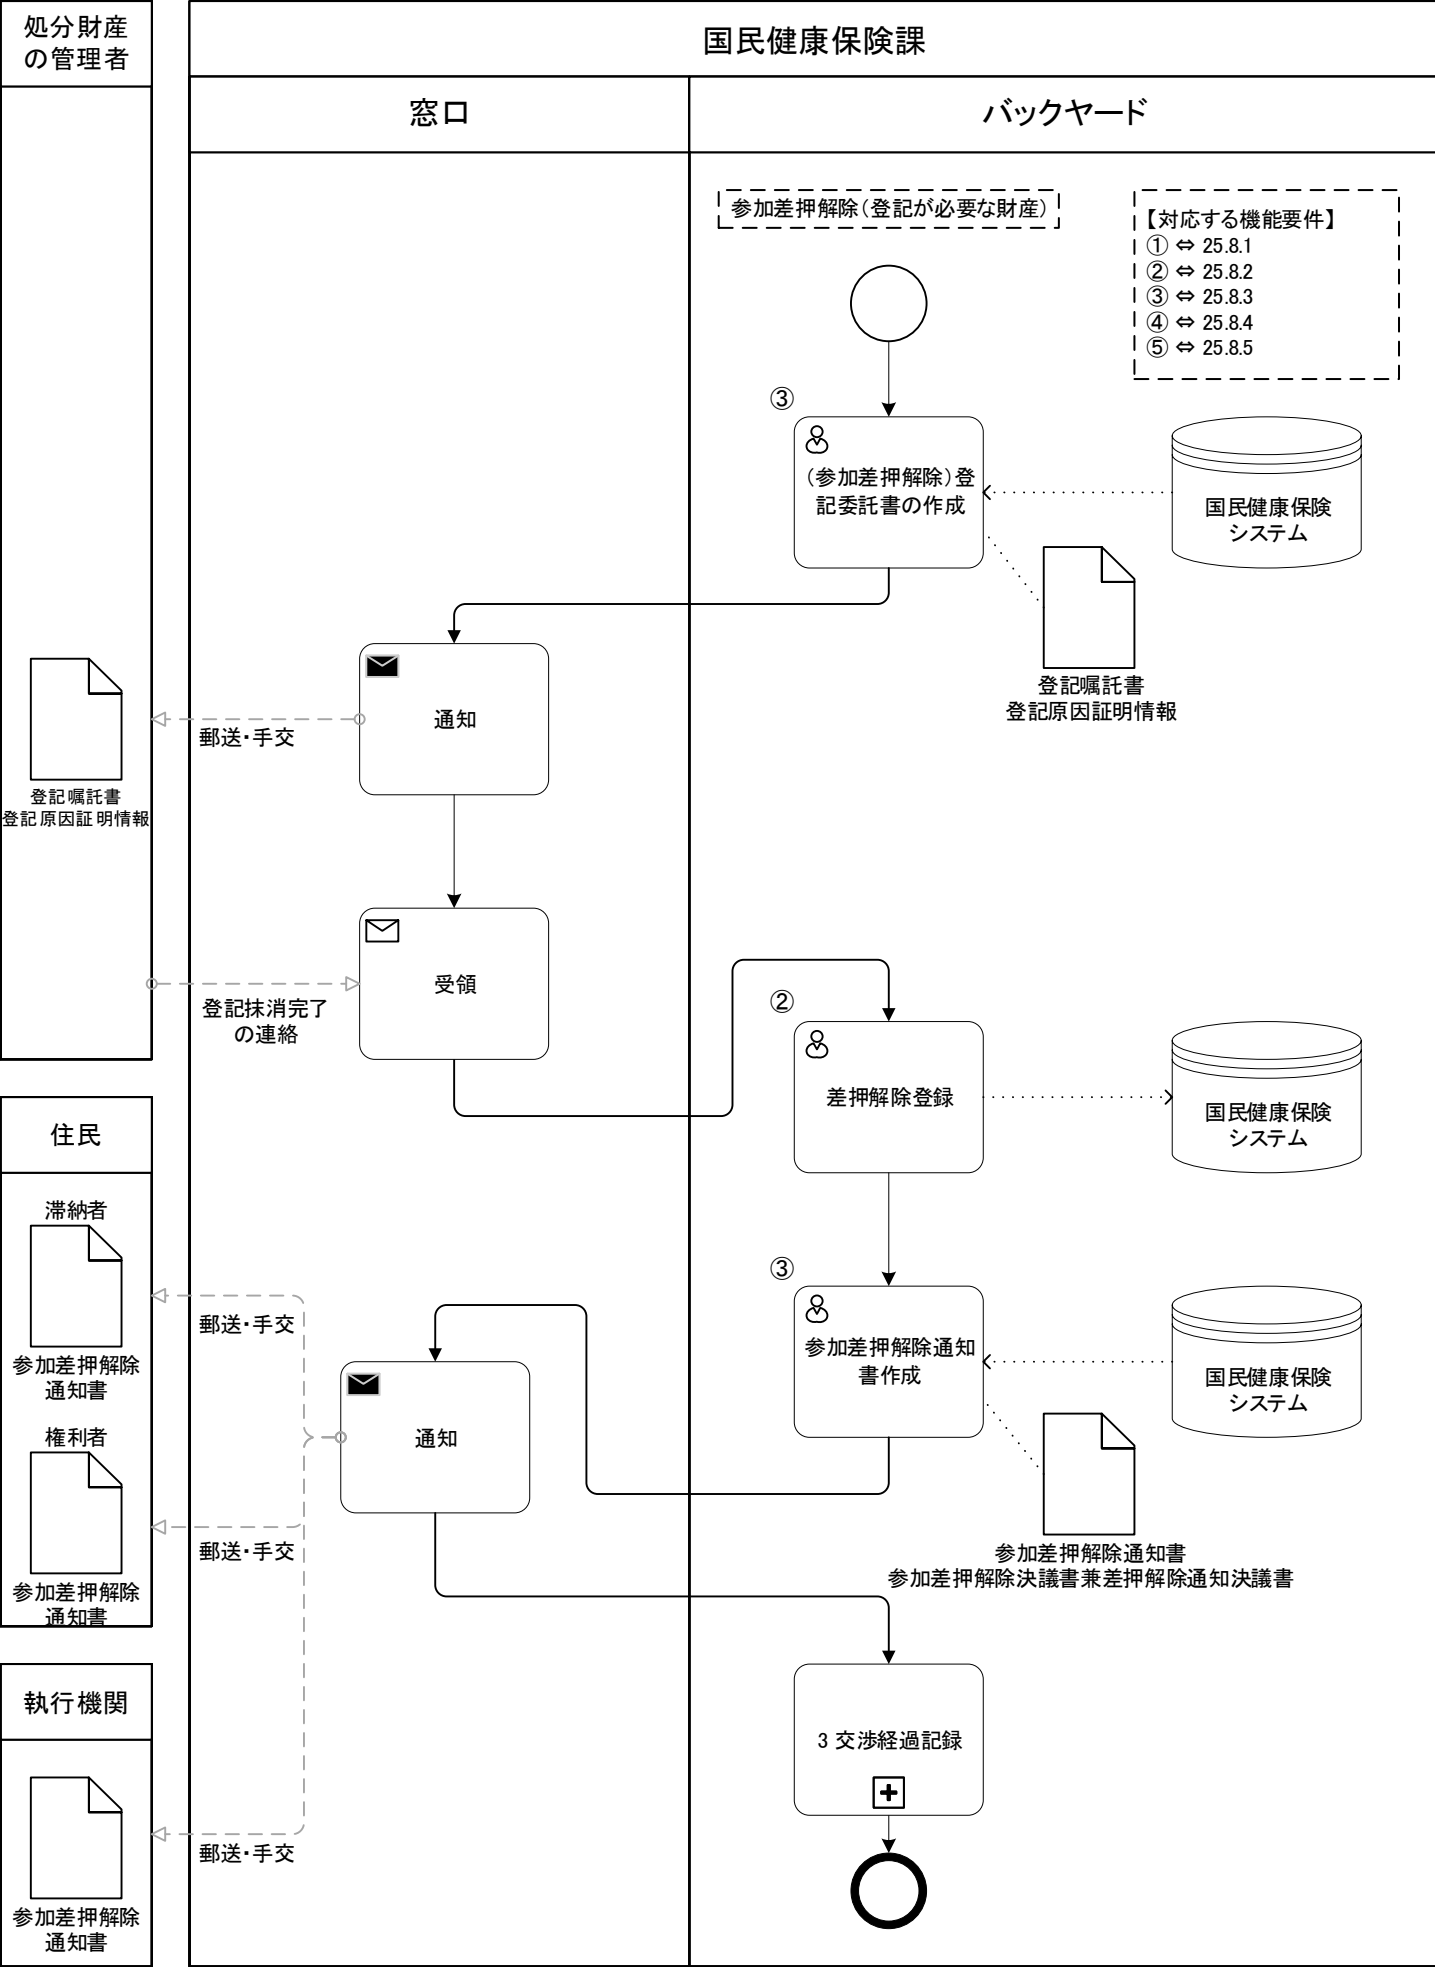 処分財産
の管理者
国民健康保険課
窓口
バックヤード
参加差押解除（登記が必要な財産）
【対応する機能要件】
① ⇔ 25.8.1
② ⇔ 25.8.2
③ ⇔ 25.8.3
④ ⇔ 25.8.4
⑤ ⇔ 25.8.5
③
（参加差押解除）登
記委託書の作成
国民健康保険
システム
登記嘱託書
登記原因証明情報
通知
郵送・手交
登記嘱託書
登記原因証明情報
受領
登記抹消完了
の連絡
②
差押解除登録
国民健康保険
システム
住民
滞納者
参加差押解除
通知書
郵送・手交
③
参加差押解除通知
書作成
国民健康保険
システム
通知
権利者
参加差押解除
通知書
郵送・手交
参加差押解除通知書
参加差押解除決議書兼差押解除通知決議書
執行機関
3 交渉経過記録
郵送・手交
参加差押解除
通知書